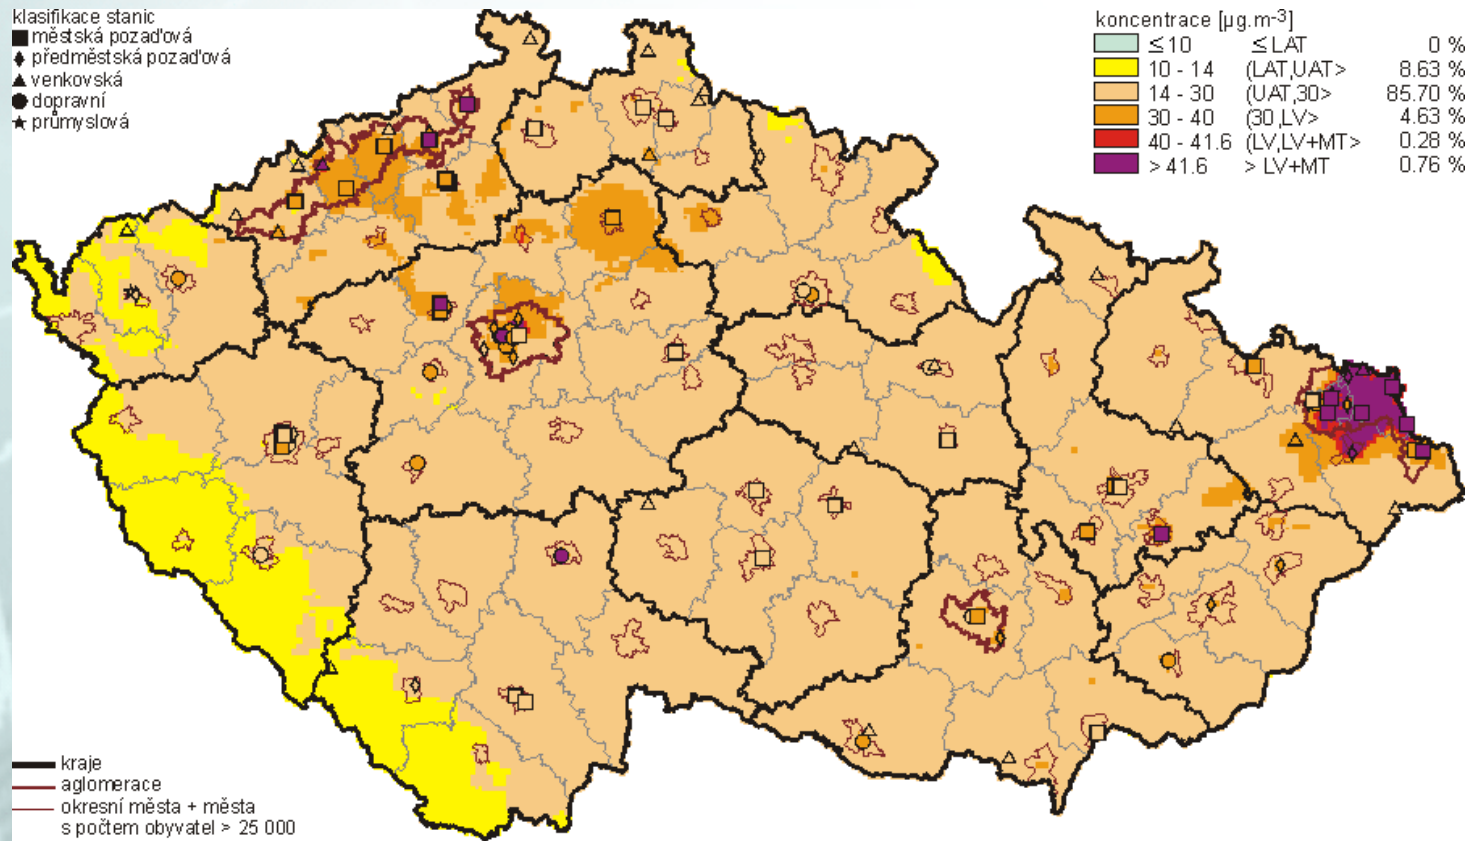 klasifikace stanic
městská pozaďová
předměstská pozaďová
venkovská
dopravní
průmyslová
koncentrace [µg.m-3]
≤10 ≤LAT 0 %
10 - 14 (LAT,UAT> 8.63 %
14 - 30 (UAT,30> 85.70 %
30 - 40 (30,LV> 4.63 %
40 - 41.6 (LV,LV+MT> 0.28 %
> 41.6 > LV+MT 0.76 %
kraje
aglomerace
okresní města + města
s počtem obyvatel > 25 000